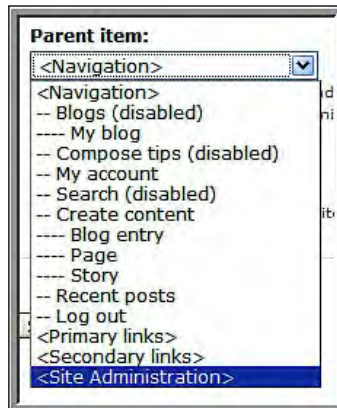 Parent item:
<Navigation>
<Navigation>
-- Blogs (disabled)
---- My blog
-- Compose tips (disabled)
-- My account
-- Search (disabled)
-- Create content
---- Blog entry
---- Page
---- Story
-- Recent posts
-- Log out
<Primary links>
<Secondary links>
<Site Administration>